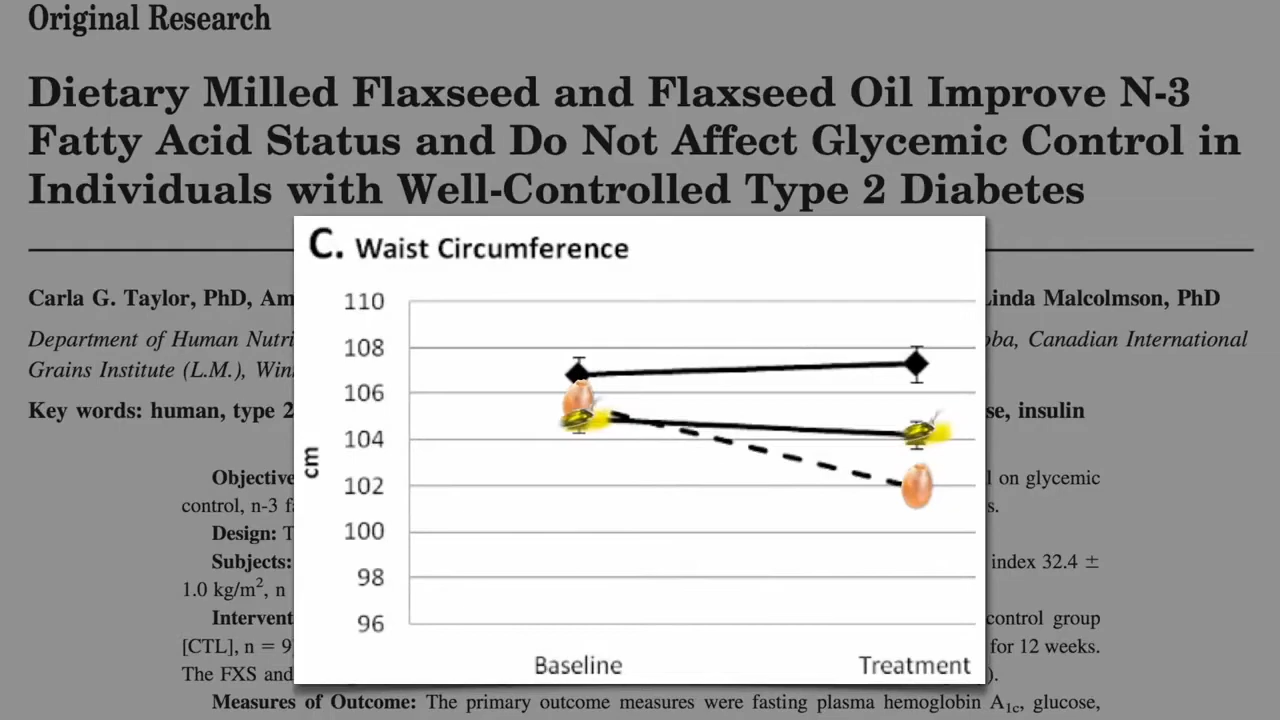 Original Research
Dietary Milled Flaxseed and Flaxseed Oil Improve N-3
Fatty Acid Status and Do Not Affect Glycemic Control in
Individuals with Well-Controlled Type 2 Diabetes
Carla G. Taylor, PhD, Am
Linda Malcolmson, PhD
Department of Human Nutri
oba, Canadian International
Grains Institute (L.M.), Win
Key words: human, type 2
se, insulin
Objective
l on glycemic
control, n-3 f
s.
Design: T
Subjects:
index 32.4 ±
1.0 kg/m², n
Intervent
control group
[CTL], n = 9
for 12 weeks.
The FXS and
).
Measures of Outcome: The primary outcome measures were fasting plasma hemoglobin A1c, glucose,
C. Waist Circumference
110
108
106
104
102
100
98
96
cm
Baseline
Treatment